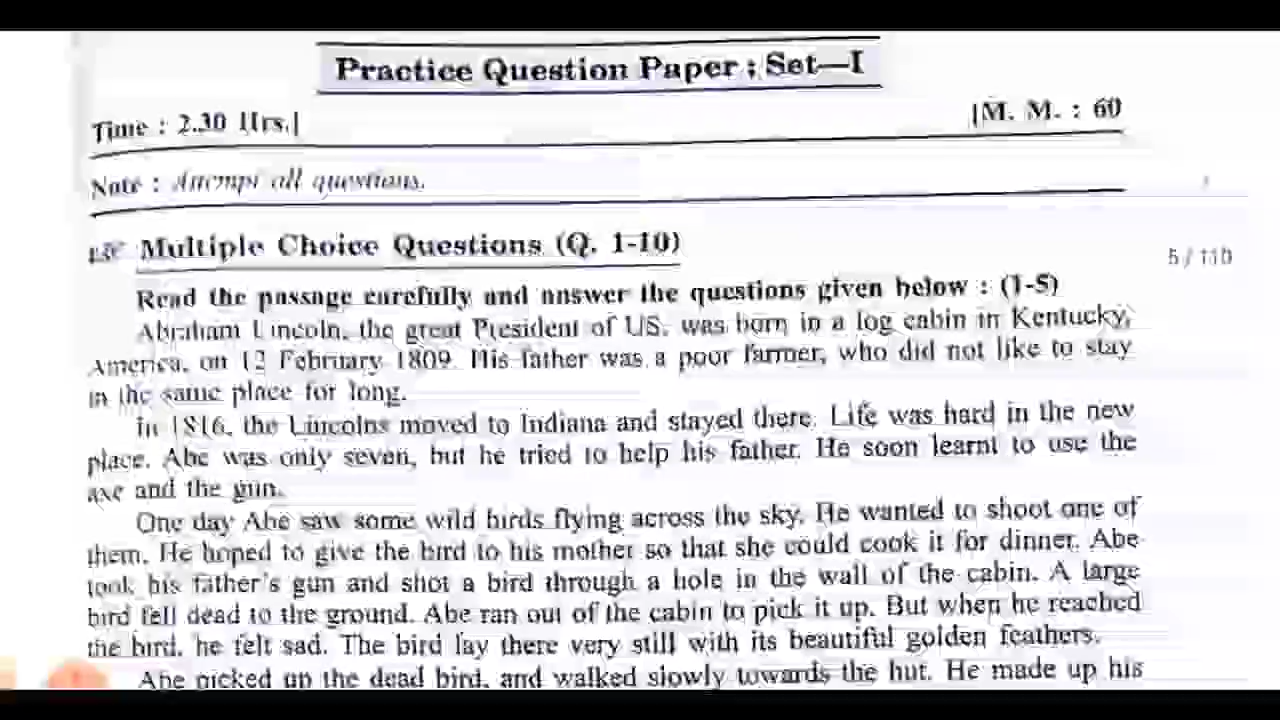 Practice Question Paper : Set—I
Time : 2.30 Hrs.|
|M. M. : 60
Note : Attempt all questions.
Multiple Choice Questions (Q. 1-10)
5 / 110
Read the passage carefully and answer the questions given below : (1-5)
Abraham Lincoln, the great President of US, was born in a log cabin in Kentucky,
America, on 12 February 1809. His father was a poor farmer, who did not like to stay
in the same place for long.
In 1816, the Lincolns moved to Indiana and stayed there. Life was hard in the new
place. Abe was only seven, but he tried to help his father. He soon learnt to use the
axe and the gun.
One day Abe saw some wild birds flying across the sky. He wanted to shoot one of
them. He hoped to give the bird to his mother so that she could cook it for dinner. Abe
took his father's gun and shot a bird through a hole in the wall of the cabin. A large
bird fell dead to the ground. Abe ran out of the cabin to pick it up. But when he reached
the bird, he felt sad. The bird lay there very still with its beautiful golden feathers.
Abe picked up the dead bird, and walked slowly towards the hut. He made up his